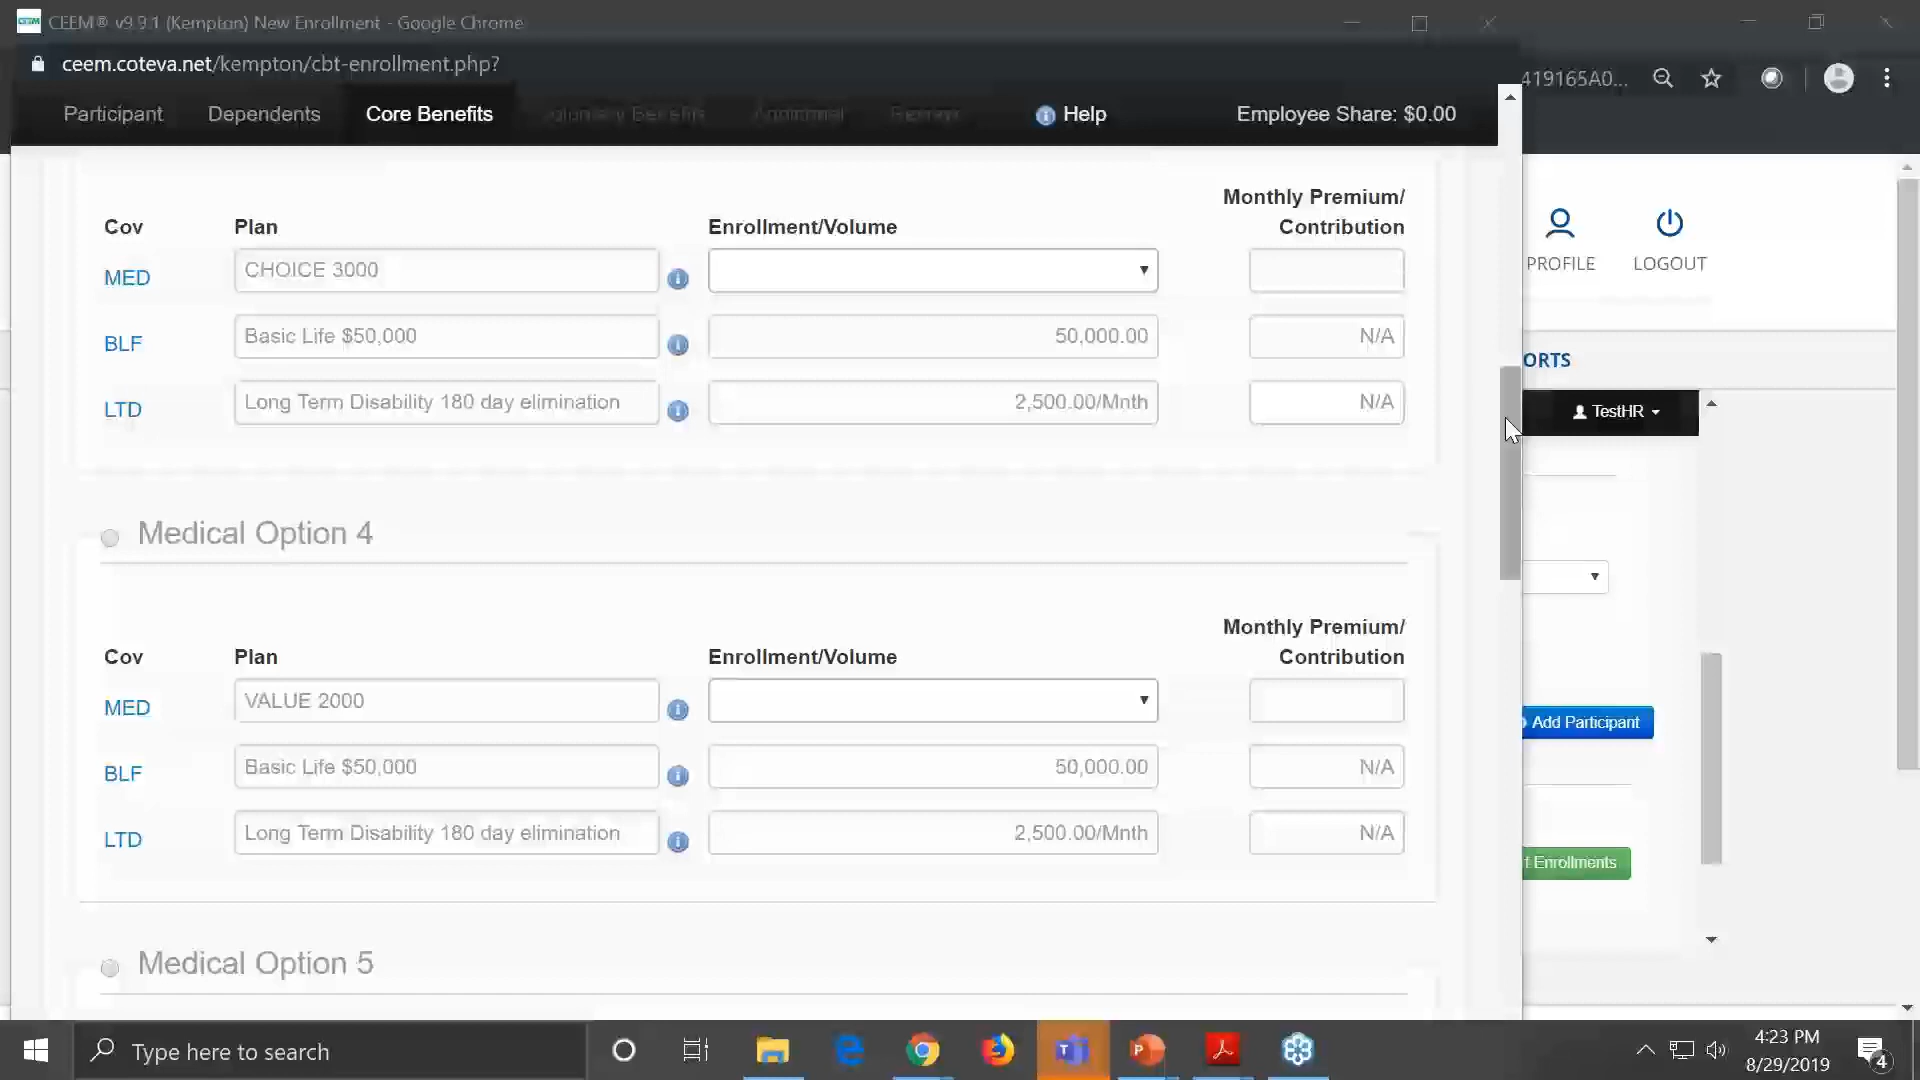 CEEM® v9.9.1 (Kempton) New Enrollment - Google Chrome
ceem.coteva.net/kempton/cbt-enrollment.php?
419165A0...
Participant Dependents Core Benefits Voluntary Benefits Additional Review Help Employee Share: $0.00
Monthly Premium/
Cov Plan Enrollment/Volume Contribution
MED CHOICE 3000
BLF Basic Life $50,000 50,000.00 N/A
LTD Long Term Disability 180 day elimination 2,500.00/Mnth N/A
Medical Option 4
Monthly Premium/
Cov Plan Enrollment/Volume Contribution
MED VALUE 2000
BLF Basic Life $50,000 50,000.00 N/A
LTD Long Term Disability 180 day elimination 2,500.00/Mnth N/A
Medical Option 5
PROFILE LOGOUT
ORTS
TestHR
Add Participant
f Enrollments
Type here to search
4:23 PM
8/29/2019
4